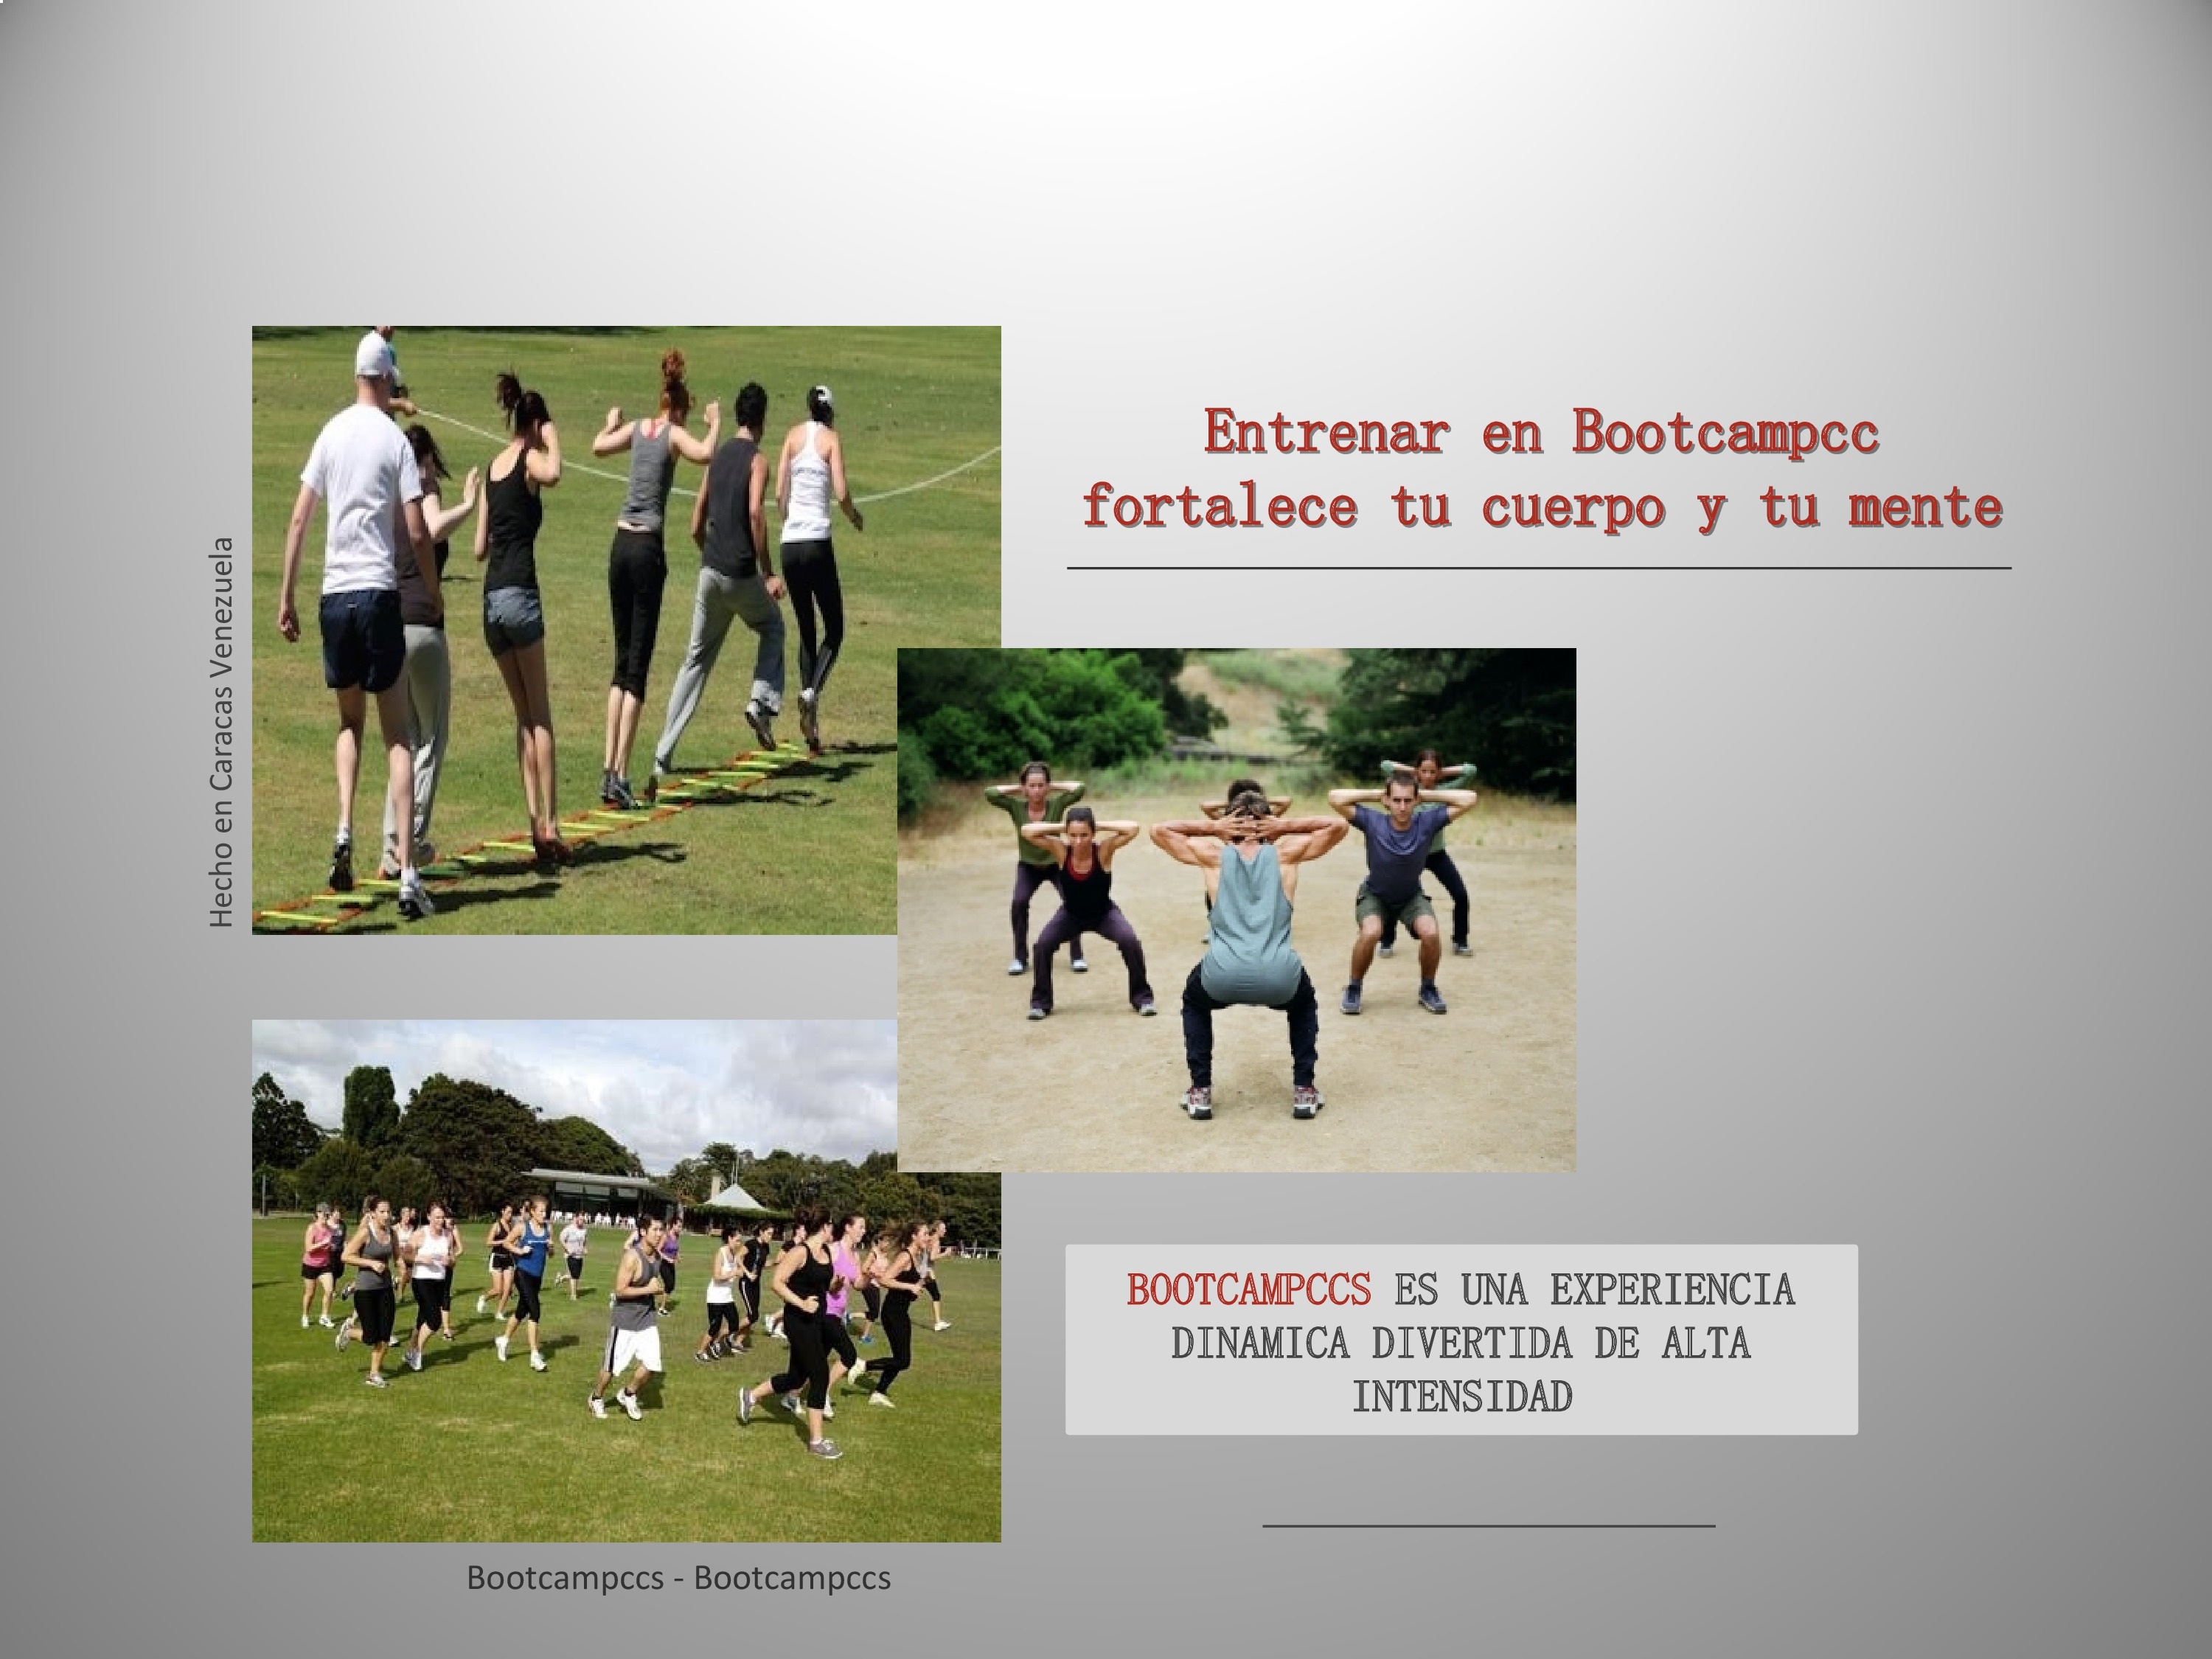 Entrenar en Bootcampcc
fortalece tu cuerpo y tu mente
Hecho en Caracas Venezuela
BOOTCAMPCCS ES UNA EXPERIENCIA
DINAMICA DIVERTIDA DE ALTA
INTENSIDAD
Bootcampccs - Bootcampccs